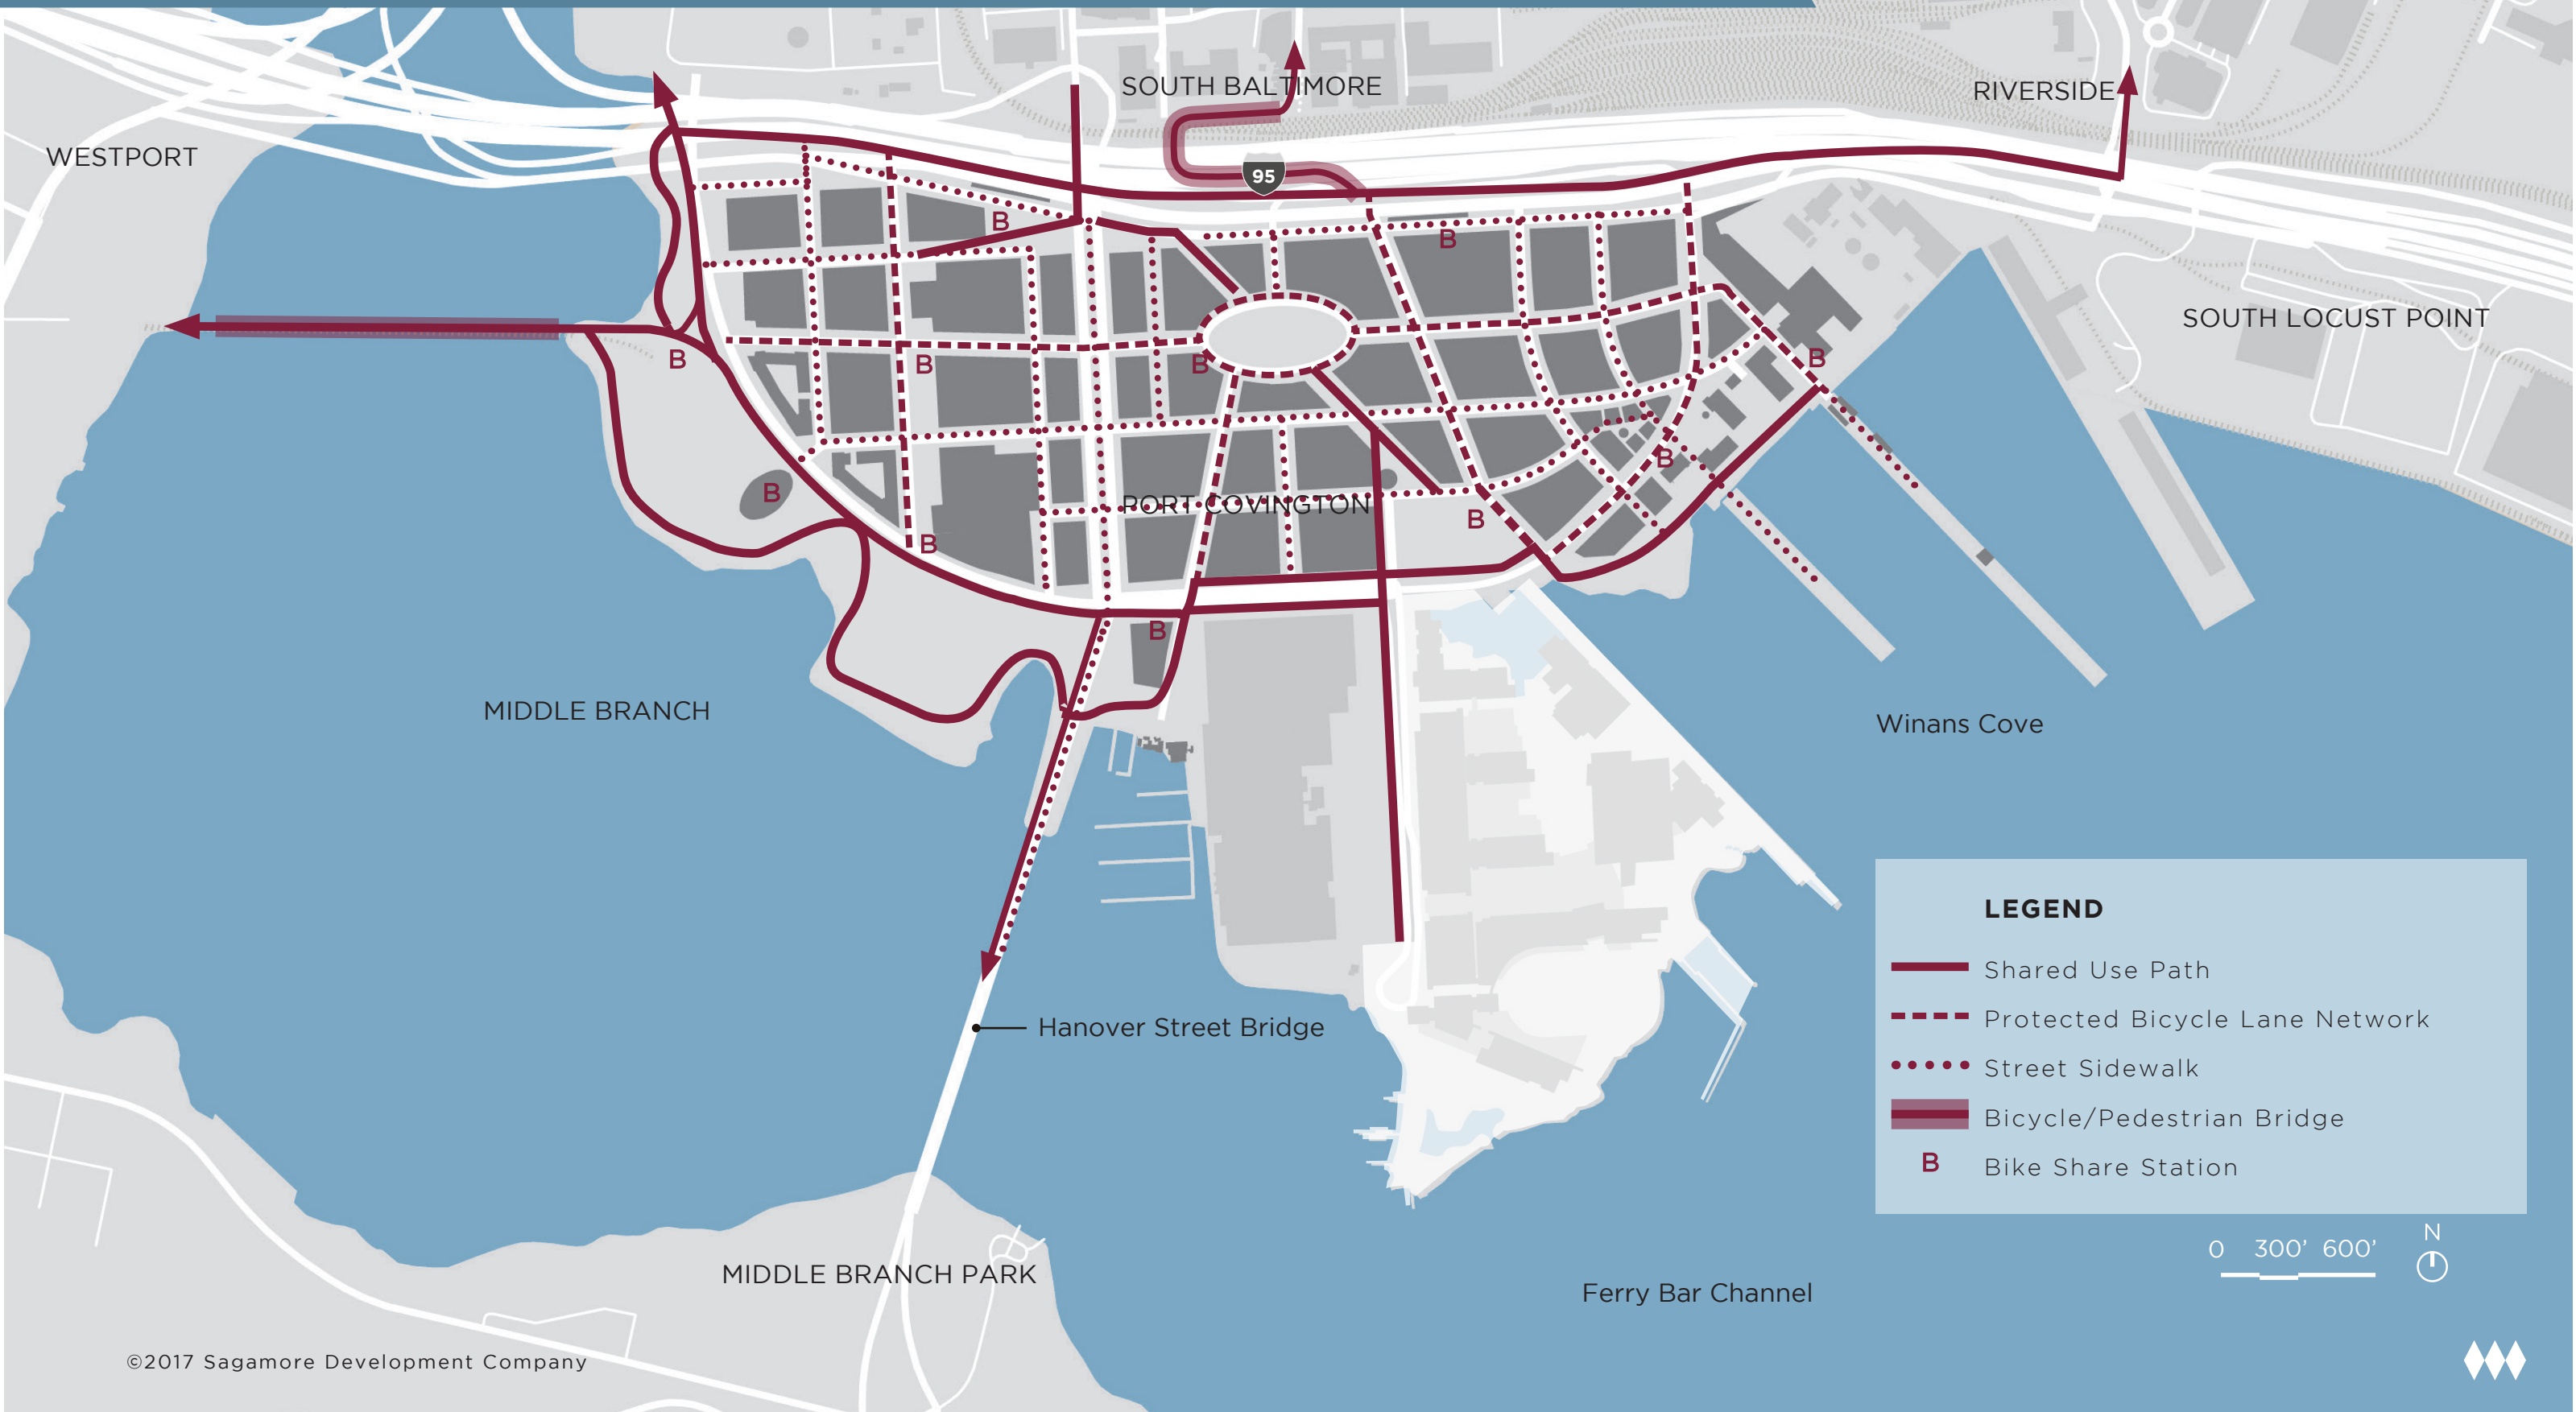 SOUTH BALTIMORE
RIVERSIDE
WESTPORT
95
B
B
SOUTH LOCUST POINT
B
B
B
B
B
B
PORT COVINGTON
B
B
B
MIDDLE BRANCH
Winans Cove
LEGEND
Shared Use Path
Protected Bicycle Lane Network
Street Sidewalk
Bicycle/Pedestrian Bridge
B Bike Share Station
Hanover Street Bridge
0 300' 600'
N
MIDDLE BRANCH PARK
Ferry Bar Channel
©2017 Sagamore Development Company